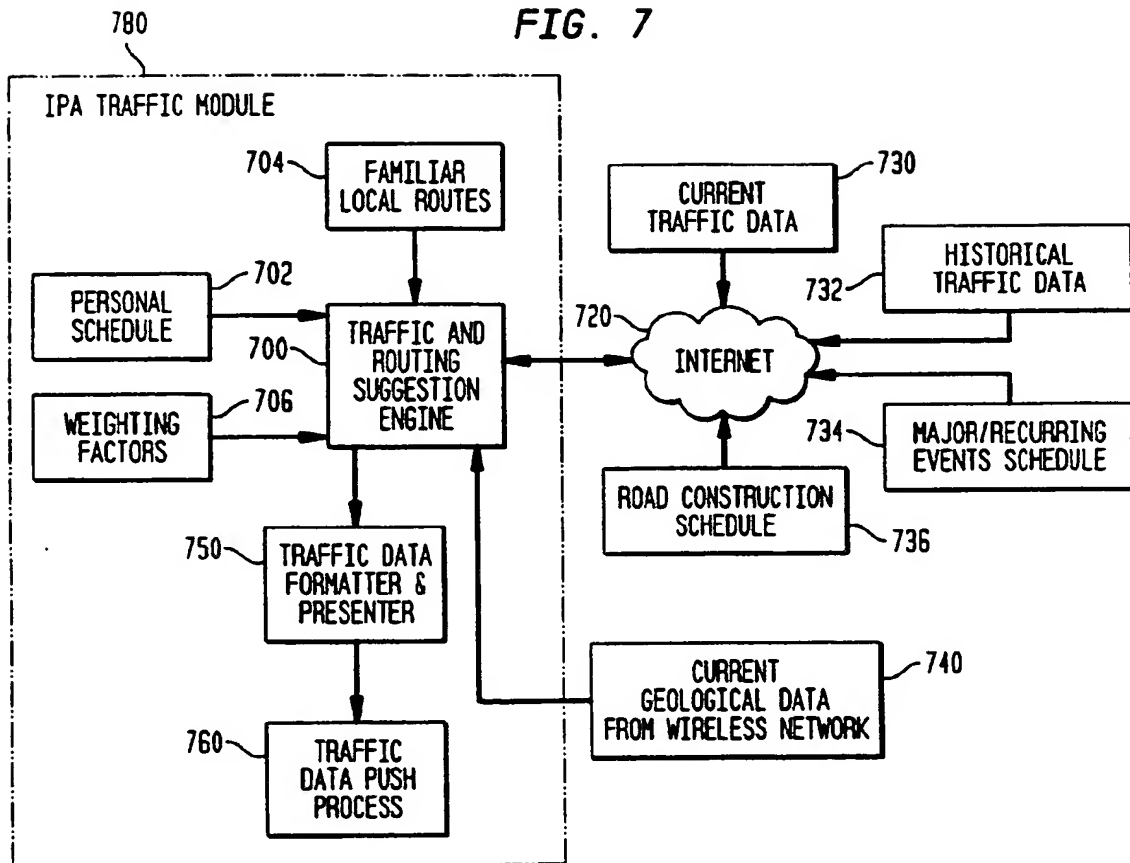 FIG. 7
780
IPA TRAFFIC MODULE
704
FAMILIAR
LOCAL ROUTES
702
PERSONAL
SCHEDULE
700
TRAFFIC AND
ROUTING
SUGGESTION
ENGINE
706
WEIGHTING
FACTORS
750
TRAFFIC DATA
FORMATTER &
PRESENTER
760
TRAFFIC
DATA PUSH
PROCESS
730
CURRENT
TRAFFIC DATA
732
HISTORICAL
TRAFFIC DATA
720
INTERNET
734
MAJOR/RECURRING
EVENTS SCHEDULE
ROAD CONSTRUCTION
SCHEDULE
736
740
CURRENT
GEOLOGICAL DATA
FROM WIRELESS NETWORK